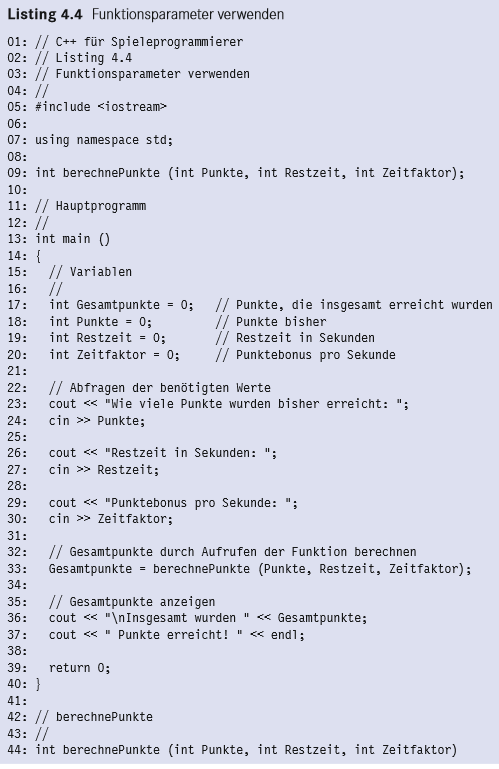 Listing 4.4 Funktionsparameter verwenden
01: // C++ für Spieleprogrammierer
02: // Listing 4.4
03: // Funktionsparameter verwenden
04: //
05: #include <iostream>
06:
07: using namespace std;
08:
09: int berechnePunkte (int Punkte, int Restzeit, int Zeitfaktor);
10:
11: // Hauptprogramm
12: //
13: int main ()
14: {
15:   // Variablen
16:   //
17:   int Gesamtpunkte = 0;   // Punkte, die insgesamt erreicht wurden
18:   int Punkte = 0;         // Punkte bisher
19:   int Restzeit = 0;       // Restzeit in Sekunden
20:   int Zeitfaktor = 0;     // Punktebonus pro Sekunde
21:
22:   // Abfragen der benötigten Werte
23:   cout << "Wie viele Punkte wurden bisher erreicht: ";
24:   cin >> Punkte;
25:
26:   cout << "Restzeit in Sekunden: ";
27:   cin >> Restzeit;
28:
29:   cout << "Punktebonus pro Sekunde: ";
30:   cin >> Zeitfaktor;
31:
32:   // Gesamtpunkte durch Aufrufen der Funktion berechnen
33:   Gesamtpunkte = berechnePunkte (Punkte, Restzeit, Zeitfaktor);
34:
35:   // Gesamtpunkte anzeigen
36:   cout << "\nInsgesamt wurden " << Gesamtpunkte;
37:   cout << " Punkte erreicht! " << endl;
38:
39:   return 0;
40: }
41:
42: // berechnePunkte
43: //
44: int berechnePunkte (int Punkte, int Restzeit, int Zeitfaktor)